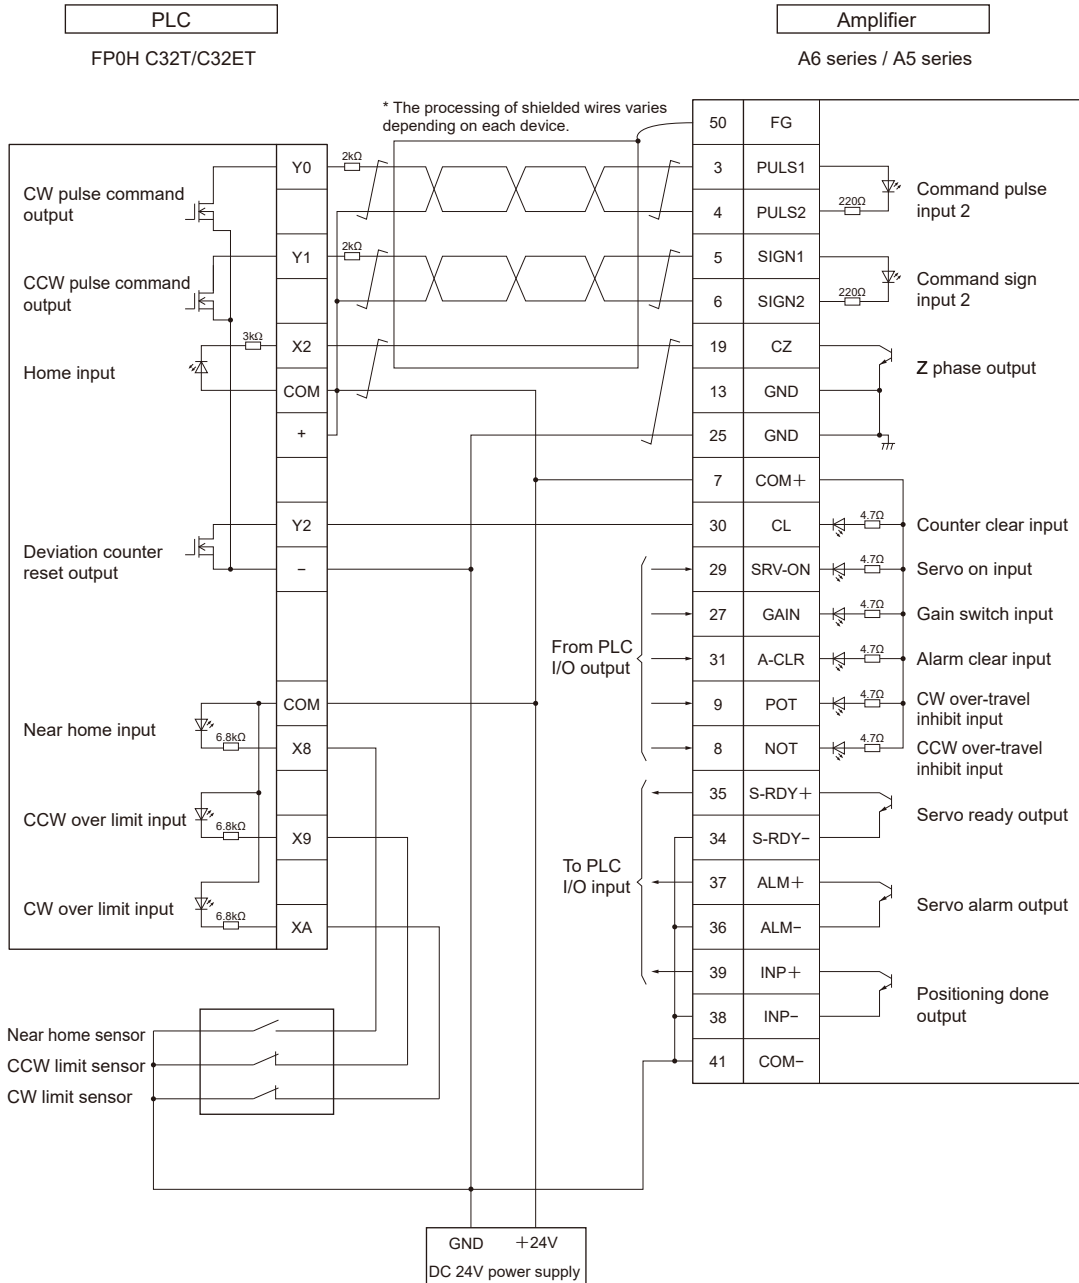 PLC
Amplifier
FP0H C32T/C32ET
A6 series / A5 series
* The processing of shielded wires varies
depending on each device.
50 FG
Y0 2kΩ
3 PULS1
CW pulse command
output
4 PULS2
220Ω
Command pulse
input 2
Y1 2kΩ
5 SIGN1
CCW pulse command
output
6 SIGN2
220Ω
Command sign
input 2
3kΩ
X2
19 CZ
Home input
Z phase output
COM
13 GND
+
25 GND
7 COM+
Y2
30 CL
4.7Ω
Counter clear input
Deviation counter
reset output
−
29 SRV-ON
4.7Ω
Servo on input
27 GAIN
4.7Ω
Gain switch input
From PLC
I/O output
31 A-CLR
4.7Ω
Alarm clear input
COM
9 POT
4.7Ω
CW over-travel
inhibit input
Near home input
6.8kΩ
X8
8 NOT
4.7Ω
CCW over-travel
inhibit input
35 S-RDY+
Servo ready output
CCW over limit input
6.8kΩ
X9
34 S-RDY−
To PLC
I/O input
37 ALM+
CW over limit input
6.8kΩ
XA
Servo alarm output
36 ALM−
39 INP+
Positioning done
output
38 INP−
41 COM−
Near home sensor
CCW limit sensor
CW limit sensor
GND +24V
DC 24V power supply